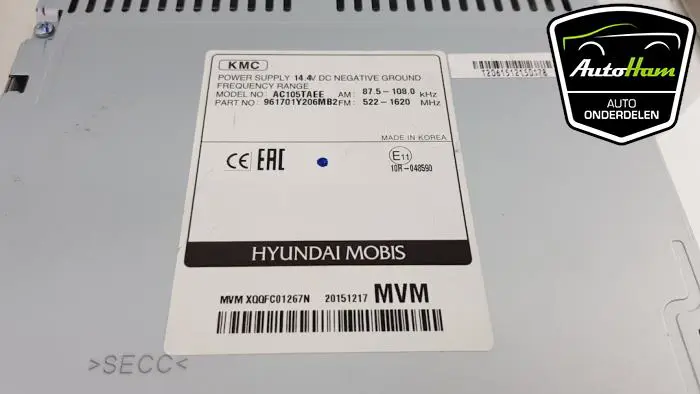 KMC
POWER SUPPLY 14.4V DC NEGATIVE GROUND
FREQUENCY RANGE
MODEL NO: AC105TAEE AM: 87.5-108.0 kHz
PART NO: 961701Y206MB2 FM: 522-1620 MHz
MADE IN KOREA
CE EAC
E11
10R-048590
HYUNDAI MOBIS
MVM XQQFC01267N 20151217 MVM
>SECC<
T2061512150178
AutoHam
AUTO
ONDERDELEN